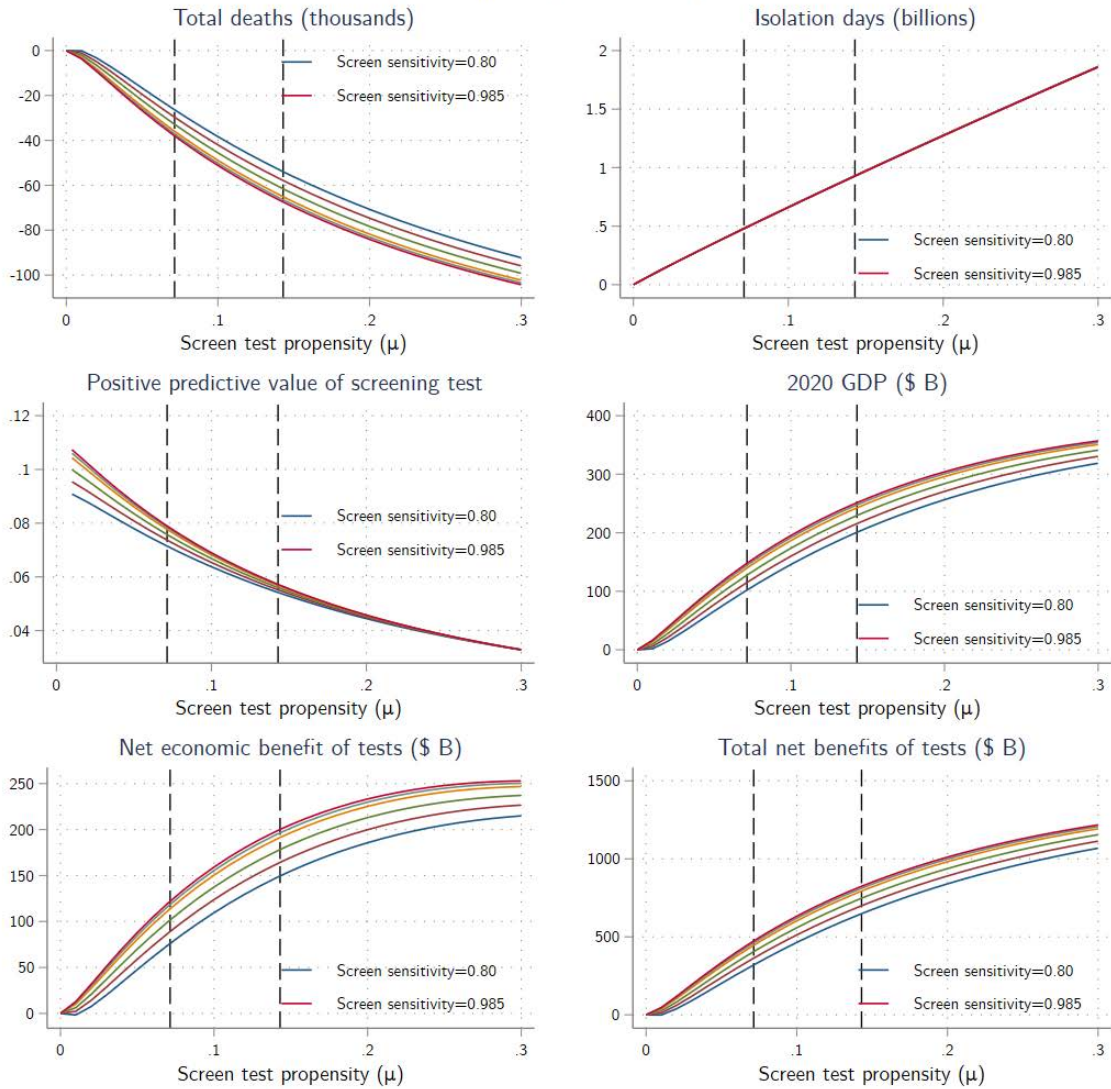 Total deaths (thousands)
0
-20
-40
-60
-80
-100
Screen sensitivity=0.80
Screen sensitivity=0.985
0 .1 .2 .3
Screen test propensity (μ)
Isolation days (billions)
2
1.5
1
.5
0
Screen sensitivity=0.80
Screen sensitivity=0.985
0 .1 .2 .3
Screen test propensity (μ)
Positive predictive value of screening test
.12
.1
.08
.06
.04
Screen sensitivity=0.80
Screen sensitivity=0.985
0 .1 .2 .3
Screen test propensity (μ)
2020 GDP ($ B)
400
300
200
100
0
Screen sensitivity=0.80
Screen sensitivity=0.985
0 .1 .2 .3
Screen test propensity (μ)
Net economic benefit of tests ($ B)
250
200
150
100
50
0
Screen sensitivity=0.80
Screen sensitivity=0.985
0 .1 .2 .3
Screen test propensity (μ)
Total net benefits of tests ($ B)
1500
1000
500
0
Screen sensitivity=0.80
Screen sensitivity=0.985
0 .1 .2 .3
Screen test propensity (μ)